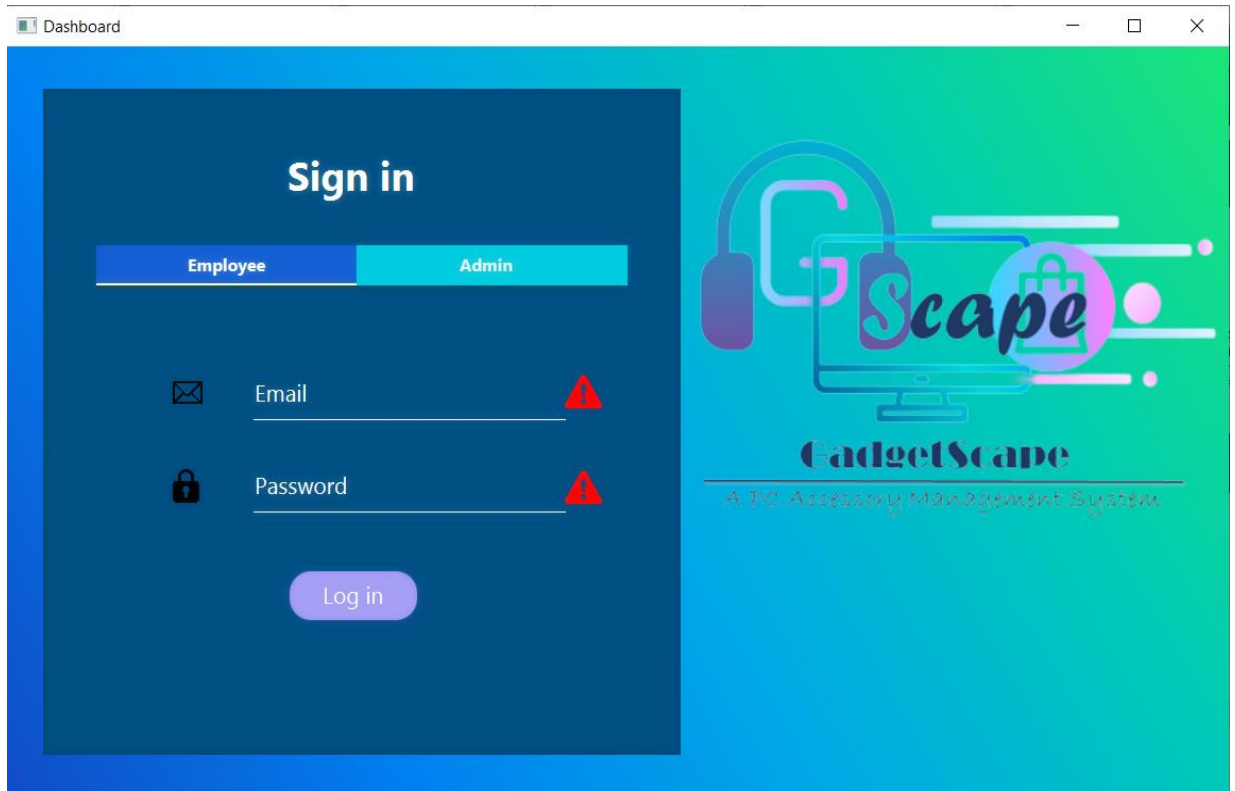 Dashboard
Sign in
Employee Admin
Email
Password
Log in
G
Scape
GadgetScape
A PC Accessory Management System